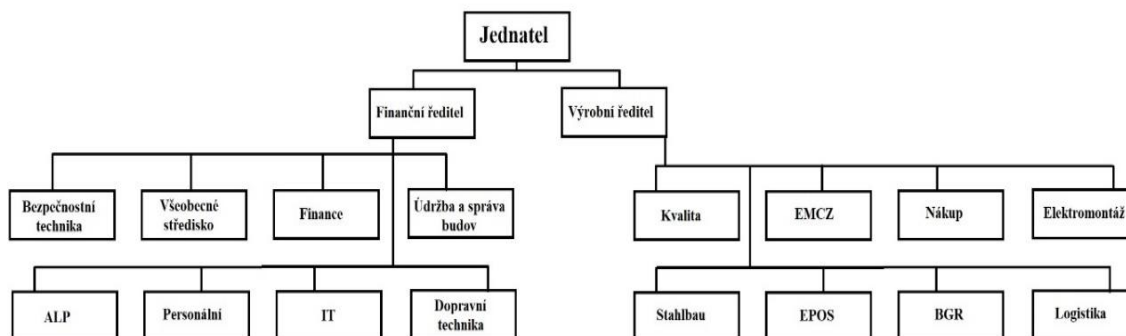 Jednatel
Finanční ředitel
Výrobní ředitel
Bezpečnostní
technika
Všeobecné
středisko
Finance
Údržba a správa
budov
Kvalita
EMCZ
Nákup
Elektromontáž
ALP
Personální
IT
Dopravní
technika
Stahlbau
EPOS
BGR
Logistika